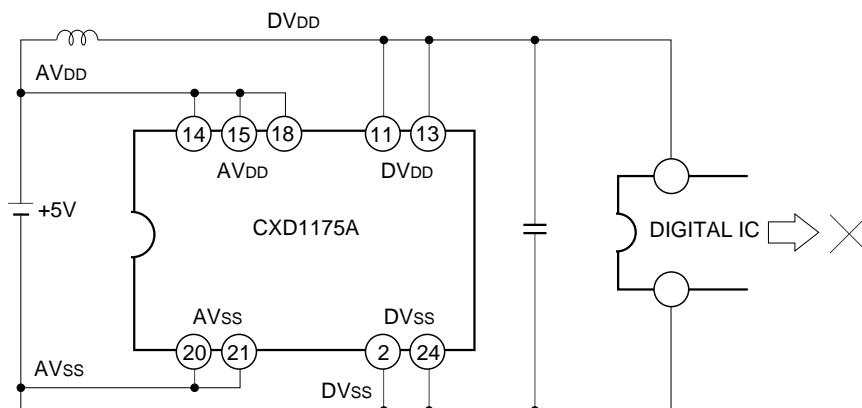 DVDD
AVDD
14 15 18 11 13
AVDD DVDD
+5V
CXD1175A
DIGITAL IC
AVSS DVSS
20 21 2 24
AVSS
DVSS